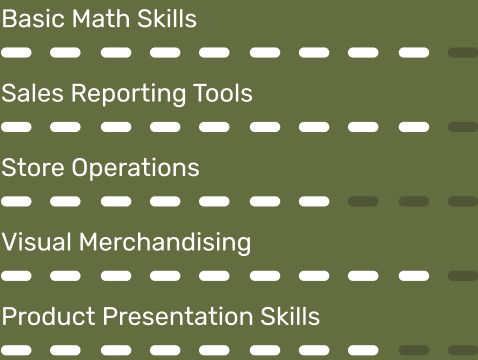 Basic Math Skills
Sales Reporting Tools
Store Operations
Visual Merchandising
Product Presentation Skills